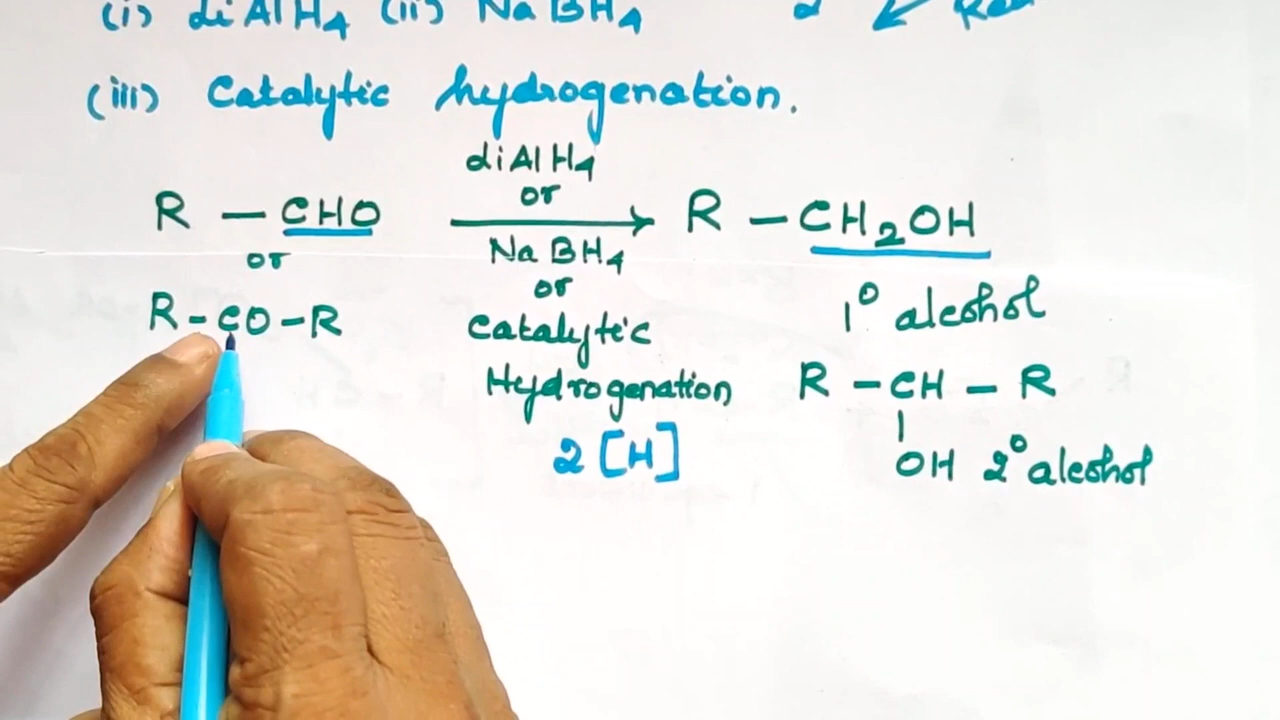 (i) LiAlH4 (ii) NaBH4
(iii) Catalytic hydrogenation.
LiAlH4
or
R — CHO → R — CH2OH
or
NaBH4
or
R - CO - R
Catalytic
Hydrogenation
2 [H]
1° alcohol
R - CH - R
|
OH 2° alcohol